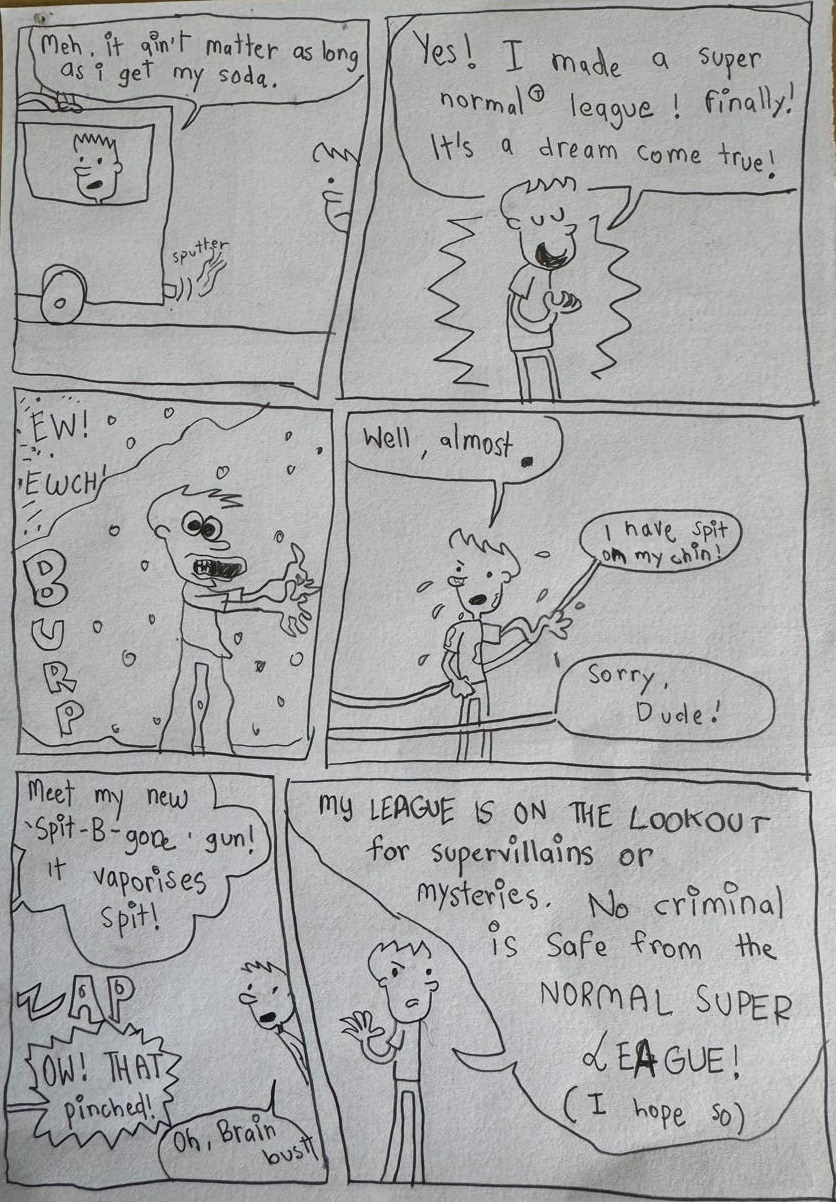 Meh, it ain't matter as long
as i get my soda.
sputter
Yes! I made a super
normal league! finally!
It's a dream come true!
EW!
EWCH!
BURP
Well, almost.
I have spit
on my chin!
Sorry,
Dude!
Meet my new
'Spit-B-gone' gun!
it vaporises
spit!
ZAP
OW! THAT
pinched!
Oh, Brain
bust
MY LEAGUE IS ON THE LOOKOUT
for supervillains or
mysteries. No criminal
is safe from the
NORMAL SUPER
LEAGUE!
(I hope so)